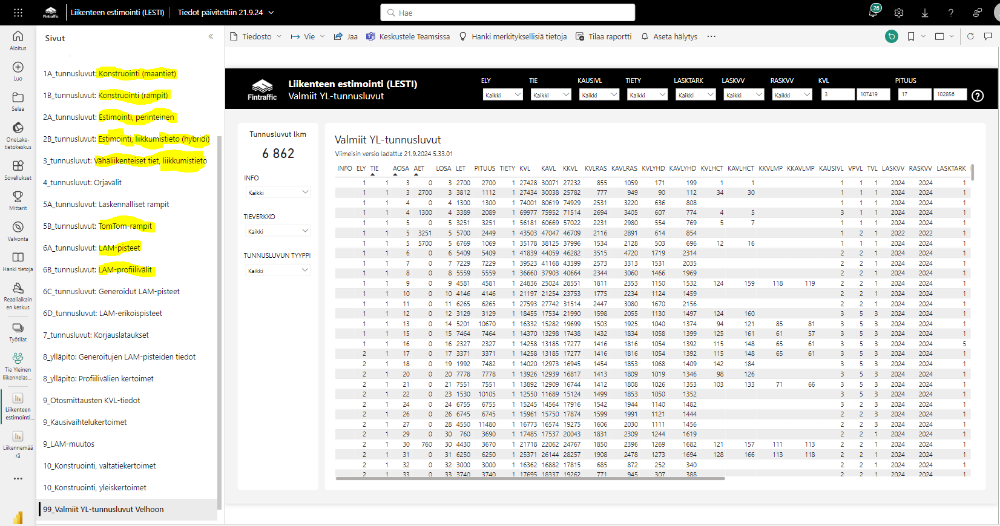 Fintraffic
Liikenteen estimointi (LESTI)
Tiedot päivitettiin 21.9.24
Hae
26
Aloitus
Luo
Selaa
OneLake-
tietokeskus
Sovellukset
Mittarit
Valvonta
Hanki tietoja
Reaaliaikain
en keskus
Työtilat
Tie Yleinen
liikennelas...
Liikenteen
estimointi...
Liikennemää
rä
Sivut
1A_tunnusluvut: Konstruointi (maantiet)
1B_tunnusluvut: Konstruointi (rampit)
2A_tunnusluvut: Estimointi, perinteinen
2B_tunnusluvut: Estimointi, liikkumistieto (hybridi)
3_tunnusluvut: Vähäliikenteiset tiet, liikkumistieto
4_tunnusluvut: Orjavälit
5A_tunnusluvut: Laskennalliset rampit
5B_tunnusluvut: TomTom-rampit
6A_tunnusluvut: LAM-pisteet
6B_tunnusluvut: LAM-profiilivälit
6C_tunnusluvut: Generoidut LAM-pisteet
6D_tunnusluvut: LAM-erikoispisteet
7_tunnusluvut: Korjauslataukset
8_ylläpito: Generoitujen LAM-pisteiden tiedot
8_ylläpito: Profiilivälien kertoimet
9_Otosmittausten KVL-tiedot
9_Kausivaihtelukertoimet
9_LAM-muutos
10_Konstruointi, valtatiekertoimet
10_Konstruointi, yleiskertoimet
99_Valmiit YL-tunnusluvut Velhoon
Tiedosto Vie Jaa Keskustele Teamsissa Hanki merkityksellisiä tietoja Tilaa raportti Aseta hälytys
Fintraffic
Liikenteen estimointi (LESTI)
Valmiit YL-tunnusluvut
ELY TIE KAUSIVL TIETY LASKTARK LASKVV RASKVV KVL PITUUS
Kaikki Kaikki Kaikki Kaikki Kaikki Kaikki Kaikki 3 107419 17 102856
Tunnusluvut lkm
6 862
INFO
Kaikki
TIEVERKKO
Kaikki
TUNNUSLUVUN TYYPPI
Kaikki
Valmiit YL-tunnusluvut
Viimeisin versio ladattu: 21.9.2024 5.33.01
INFO ELY TIE AOSA AET LOSA LET PITUUS TIETY KVL KAVL KKVL KVLRAS KAVLRAS KVLYHD KAVLYHD KVLHCT KAVLHCT KKVLMP KKAVLMP KAUSIVL VPVL TVL LASKVV RASKVV LASKTARK
1 1 3 0 3 2700 2700 1 27428 30071 27232 855 1059 171 199 1 1 1 1 1 2024 2024 1
1 1 3 2700 3 3812 1112 1 27434 30038 25782 777 949 90 112 34 30 1 1 1 2024 2024 1
1 1 4 0 4 1300 1300 1 74001 80619 74929 2531 3220 636 808 1 1 1 2024 2024 1
1 1 4 1300 4 3389 2089 1 69977 75952 71514 2694 3405 607 774 4 5 3 1 1 2024 2024 1
1 1 5 0 5 3251 3251 1 56181 60669 57022 2231 2980 554 769 5 7 1 1 1 2024 2024 1
1 1 5 3251 5 5700 2449 1 43503 47047 46709 2116 2891 614 854 1 2 1 2022 2022 1
1 1 5 5700 5 6769 1069 1 35178 38125 37996 1534 2128 503 696 12 16 1 1 1 2024 2024 1
1 1 6 0 6 5409 5409 1 41839 44059 46282 3515 4720 1719 2314 2 2 1 2024 2024 1
1 1 7 0 7 7229 7229 1 39523 41168 43399 2573 3313 1531 2035 2 2 1 2024 2024 1
1 1 8 0 8 5559 5559 1 36660 37903 40664 2344 3060 1466 1969 2 2 1 2024 2024 1
1 1 9 0 9 4581 4581 1 24836 25024 28551 1811 2353 1150 1532 124 159 118 119 2 2 1 2024 2024 1
1 1 10 0 10 4146 4146 1 21197 21254 23753 1775 2234 1124 1459 2 2 1 2024 2024 1
1 1 11 0 11 6265 6265 1 27593 27742 31514 2447 3080 1670 2156 2 2 1 2024 2024 1
1 1 12 0 12 3129 3129 1 18455 17534 21990 1598 2055 1130 1497 124 160 3 5 3 2024 2024 1
1 1 13 0 14 5201 10670 1 16332 15282 19699 1503 1925 1040 1374 94 121 85 81 3 5 3 2024 2024 1
1 1 15 0 15 7464 7464 1 14370 13298 17438 1432 1834 1058 1399 125 161 61 57 3 5 3 2024 2024 1
1 1 16 0 16 2327 2327 1 14258 13185 17277 1416 1816 1054 1392 115 148 65 61 3 5 3 2024 2024 5
2 1 17 0 17 3371 3371 1 14258 13185 17277 1416 1816 1054 1392 115 148 65 61 3 5 3 2024 2024 1
2 1 18 0 19 1992 7482 1 14020 12973 16945 1454 1853 1068 1409 142 184 3 5 3 2024 2024 1
2 1 20 0 20 7778 7778 1 13926 12939 16817 1413 1809 1019 1346 98 126 3 5 3 2024 2024 1
2 1 21 0 21 7551 7551 1 13892 12909 16744 1412 1808 1026 1353 103 133 71 66 3 5 3 2024 2024 1
2 1 22 0 23 1530 10105 1 12550 11689 15124 1499 1853 1050 1352 3 5 3 2024 2024 1
2 1 24 0 24 6755 6755 1 15245 14564 17916 1542 1944 1140 1482 3 2 3 2024 2024 1
2 1 26 0 26 6745 6745 1 15961 15750 17874 1599 1991 1121 1444 2 2 3 2024 2024 1
2 1 27 0 28 4550 11480 1 16773 16574 19275 1606 2030 1111 1456 2 2 3 2024 2024 1
2 1 29 0 30 760 3690 1 17485 17537 20043 1831 2309 1244 1619 2 2 1 2024 2024 1
2 1 30 760 30 4430 3670 1 21718 22062 24767 1850 2396 1269 1682 121 157 111 113 2 2 1 2024 2024 1
2 1 31 0 31 6250 6250 1 25371 26144 28257 1908 2478 1273 1694 128 166 113 118 2 2 1 2024 2024 1
2 1 32 0 32 3000 3000 1 16362 16882 17815 685 872 252 340 2 2 1 2024 2024 1
2 1 33 0 33 3740 3740 1 17695 18337 19262 771 945 307 388 2 2 1 2024 2024 1